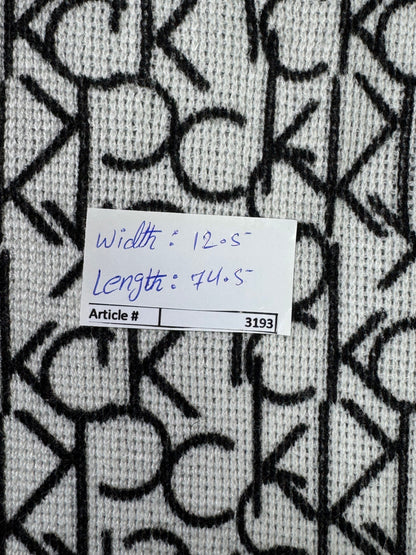 Width: 12.5
Length: 74.5
Article # 3193